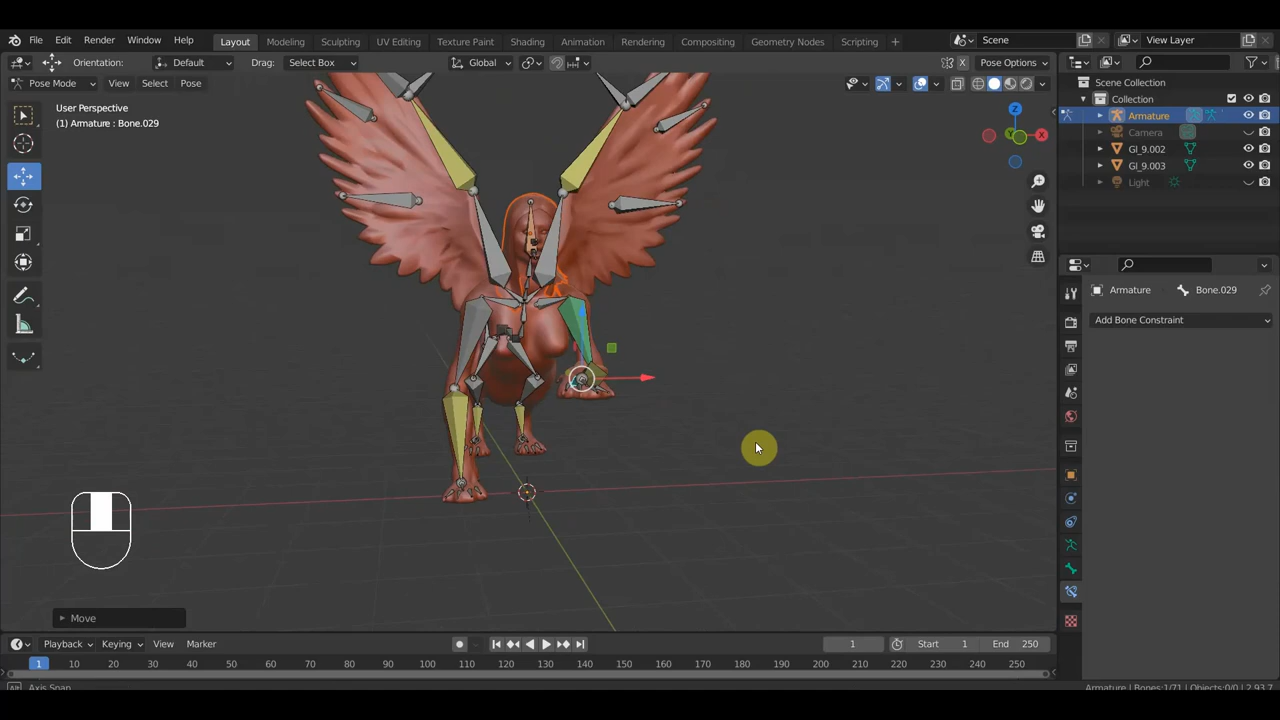 File Edit Render Window Help Layout Modeling Sculpting UV Editing Texture Paint Shading Animation Rendering Compositing Geometry Nodes Scripting + Scene View Layer
Orientation: Default Drag: Select Box Global Pose Options
Pose Mode View Select Pose
Scene Collection
Collection
Armature
Camera
GI_9.002
GI_9.003
Light
User Perspective
(1) Armature : Bone.029
X
Z
Armature Bone.029
Add Bone Constraint
Move
Playback Keying View Marker 1 Start 1 End 250
1 10 20 30 40 50 60 70 80 90 100 110 120 130 140 150 160 170 180 190 200 210 220 230 240 250
Axis Snap Armature | Bones:1/71 | Objects:0/0 | 2.93.7